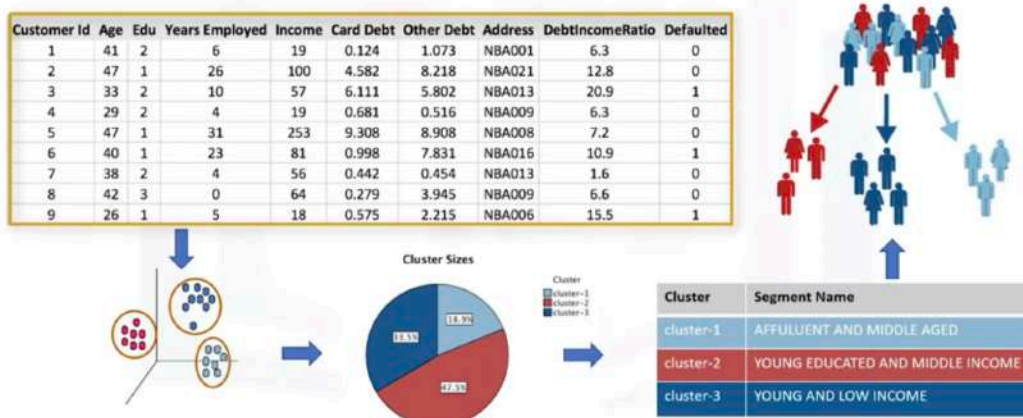 Customer Id Age Edu Years Employed Income Card Debt Other Debt Address DebtIncomeRatio Defaulted
1 41 2 6 19 0.124 1.073 NBA001 6.3 0
2 47 1 26 100 4.582 8.218 NBA021 12.8 0
3 33 2 10 57 6.111 5.802 NBA013 20.9 1
4 29 2 4 19 0.681 0.516 NBA009 6.3 0
5 47 1 31 253 9.308 8.908 NBA008 7.2 0
6 40 1 23 81 0.998 7.831 NBA016 10.9 1
7 38 2 4 56 0.442 0.454 NBA013 1.6 0
8 42 3 0 64 0.279 3.945 NBA009 6.6 0
9 26 1 5 18 0.575 2.215 NBA006 15.5 1
Cluster Sizes
Cluster
cluster-1
cluster-2
cluster-3
18.9%
33.5%
47.5%
Cluster Segment Name
cluster-1 AFFULUENT AND MIDDLE AGED
cluster-2 YOUNG EDUCATED AND MIDDLE INCOME
cluster-3 YOUNG AND LOW INCOME